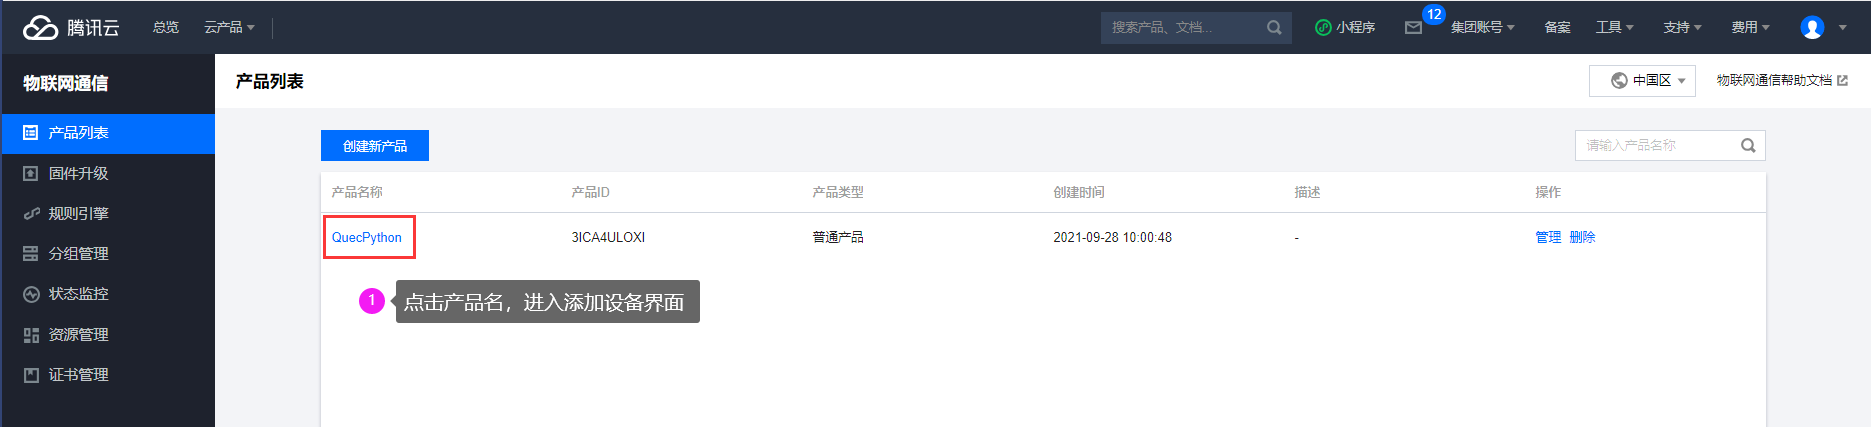 腾讯云 总览 云产品 搜索产品、文档... 小程序 12 集团账号 备案 工具 支持 费用
物联网通信 产品列表 中国区 物联网通信帮助文档
产品列表
固件升级
规则引擎
分组管理
状态监控
资源管理
证书管理
创建新产品 请输入产品名称
产品名称 产品ID 产品类型 创建时间 描述 操作
QuecPython 3ICA4ULOXI 普通产品 2021-09-28 10:00:48 - 管理 删除
1 点击产品名，进入添加设备界面